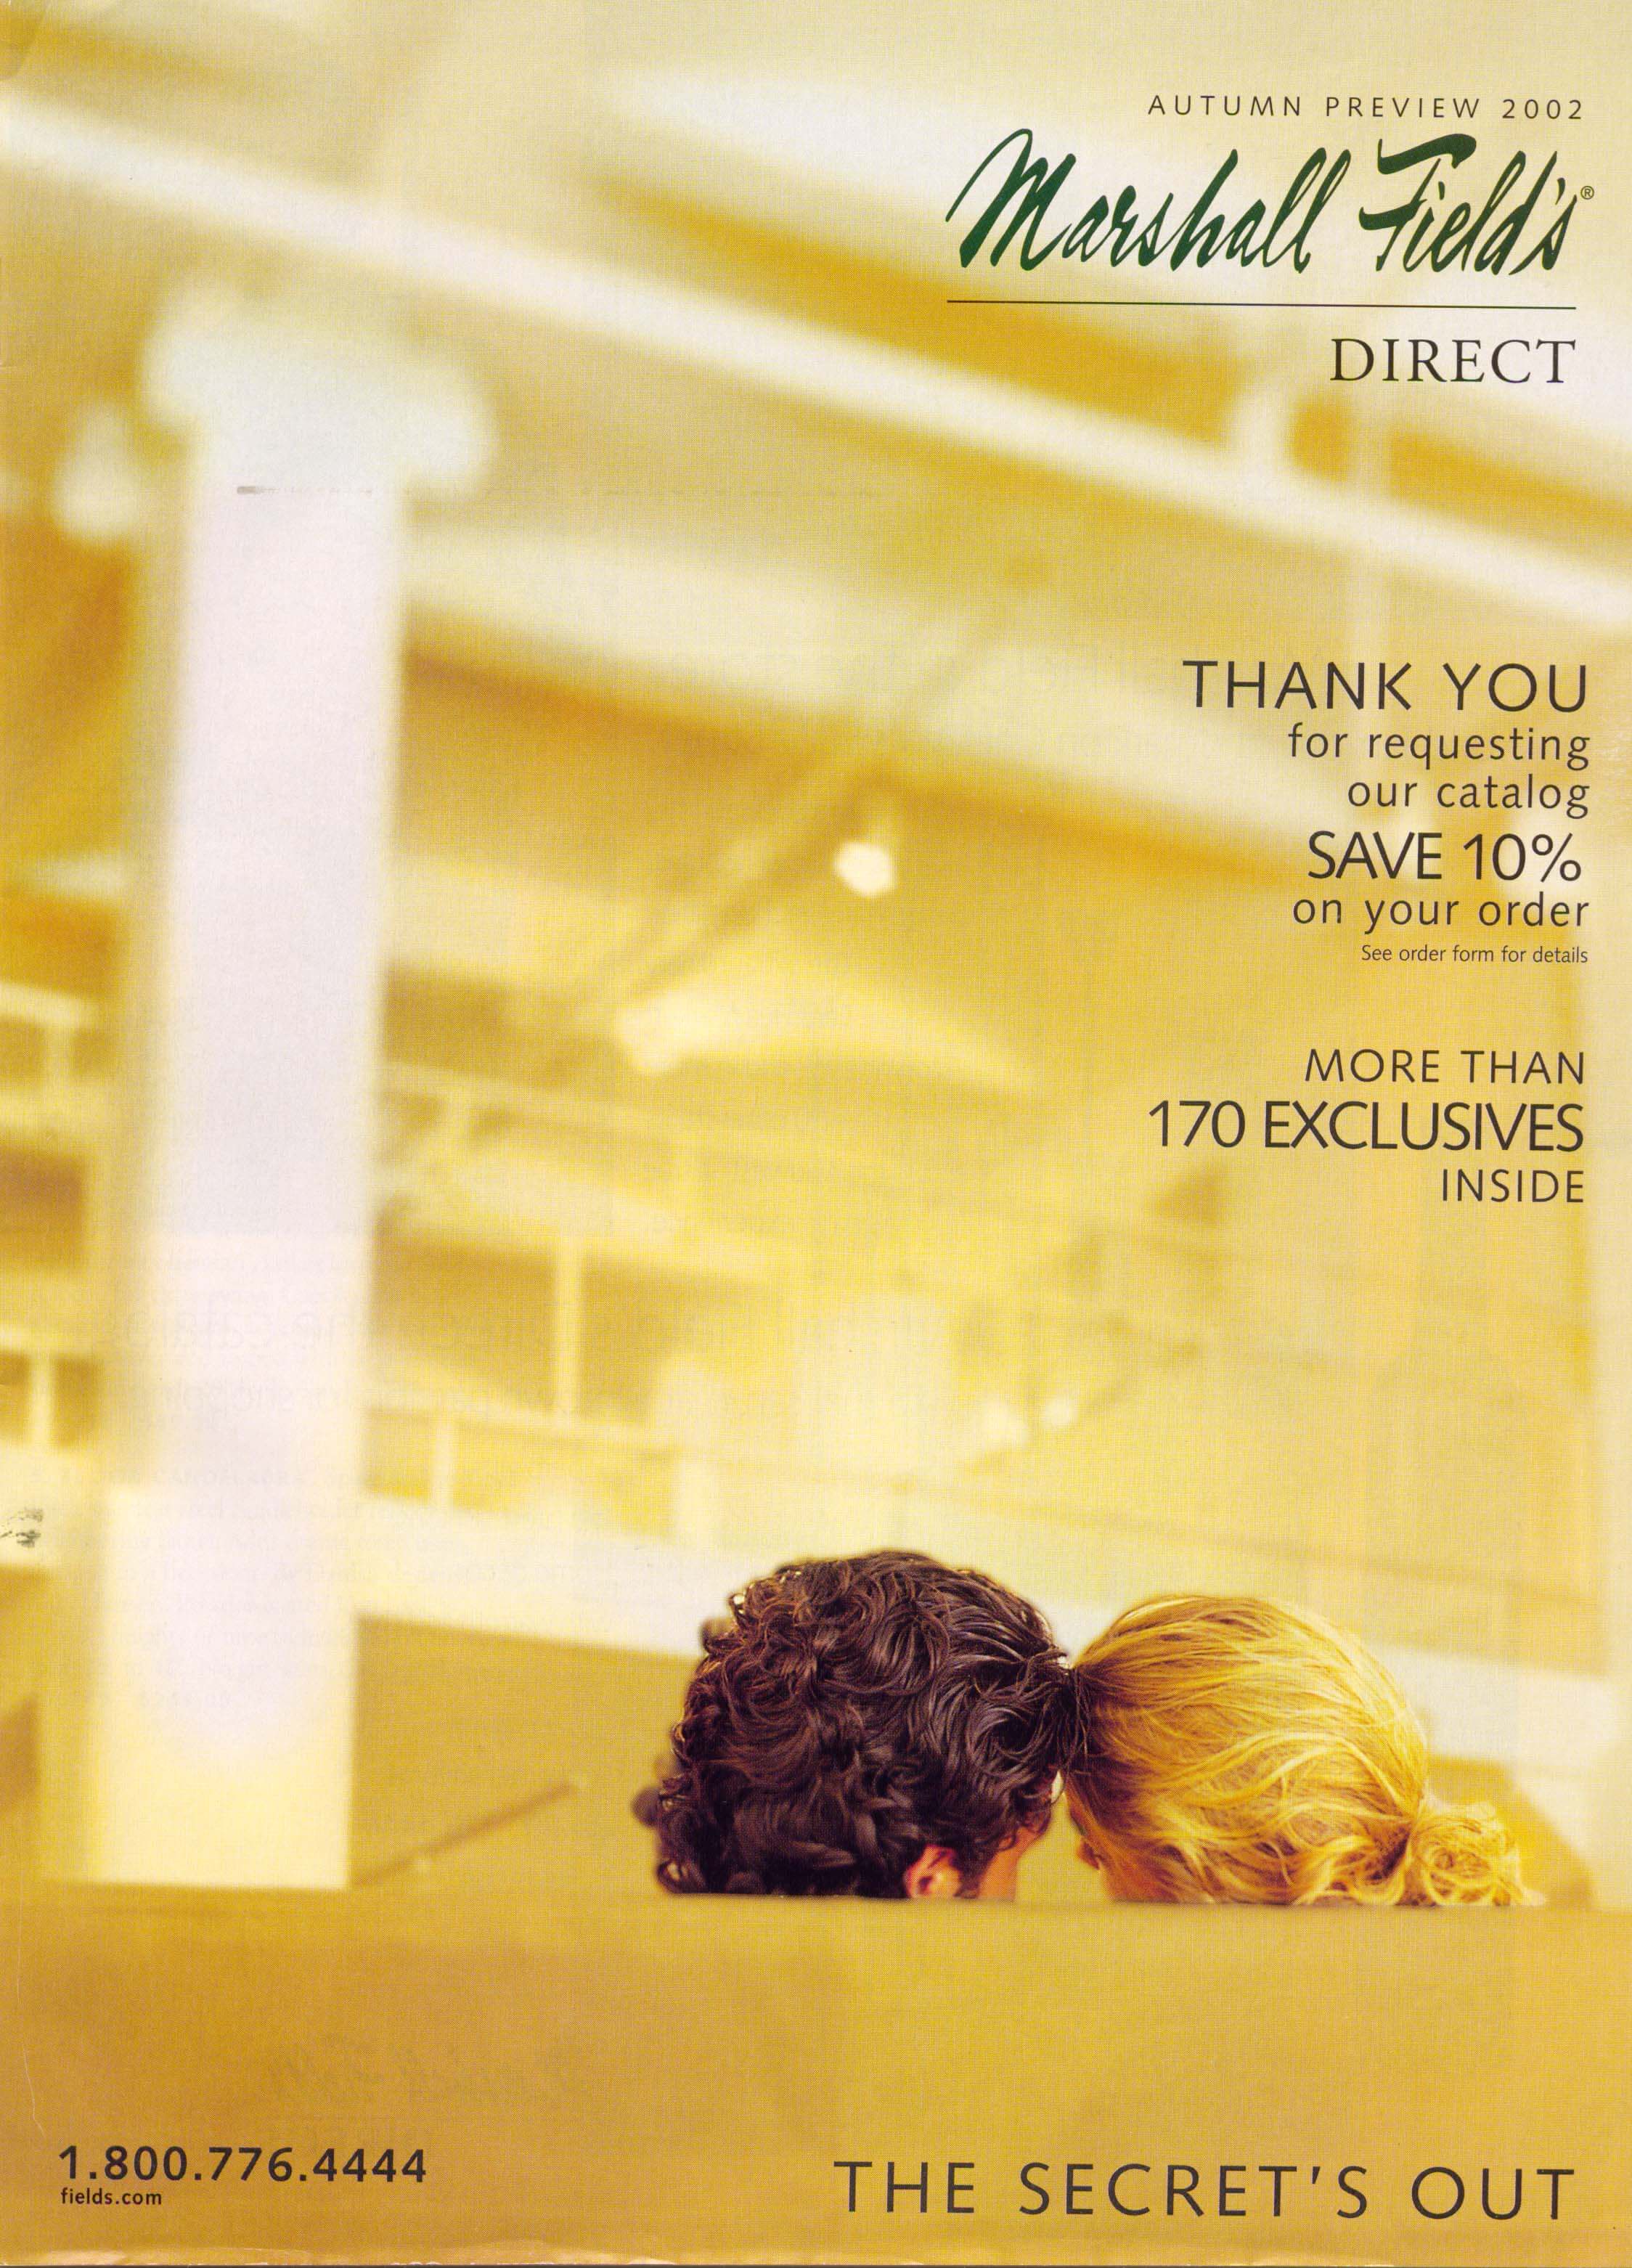 AUTUMN PREVIEW 2002
Marshall Field's®
DIRECT
THANK YOU
for requesting
our catalog
SAVE 10%
on your order
See order form for details
MORE THAN
170 EXCLUSIVES
INSIDE
1.800.776.4444
fields.com
THE SECRET'S OUT